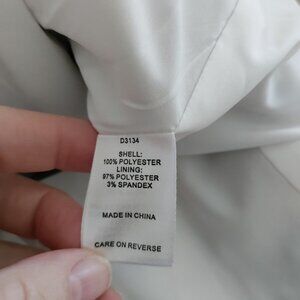 D3134
SHELL:
100% POLYESTER
LINING:
97% POLYESTER
3% SPANDEX
MADE IN CHINA
CARE ON REVERSE